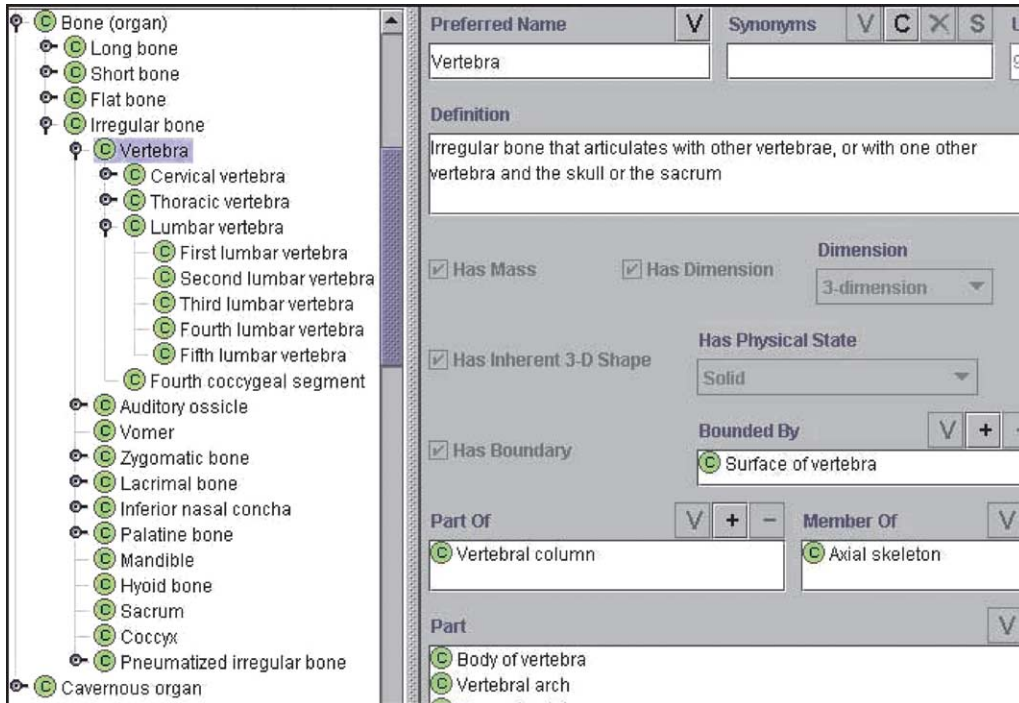 Bone (organ)
Long bone
Short bone
Flat bone
Irregular bone
Vertebra
Cervical vertebra
Thoracic vertebra
Lumbar vertebra
First lumbar vertebra
Second lumbar vertebra
Third lumbar vertebra
Fourth lumbar vertebra
Fifth lumbar vertebra
Fourth coccygeal segment
Auditory ossicle
Vomer
Zygomatic bone
Lacrimal bone
Inferior nasal concha
Palatine bone
Mandible
Hyoid bone
Sacrum
Coccyx
Pneumatized irregular bone
Cavernous organ
Preferred Name V Synonyms V C X S
Vertebra
Definition
Irregular bone that articulates with other vertebrae, or with one other
vertebra and the skull or the sacrum
Dimension
Has Mass Has Dimension
3-dimension
Has Physical State
Has Inherent 3-D Shape
Solid
Bounded By V +
Has Boundary
Surface of vertebra
Part Of V + - Member Of V
Vertebral column Axial skeleton
Part V
Body of vertebra
Vertebral arch